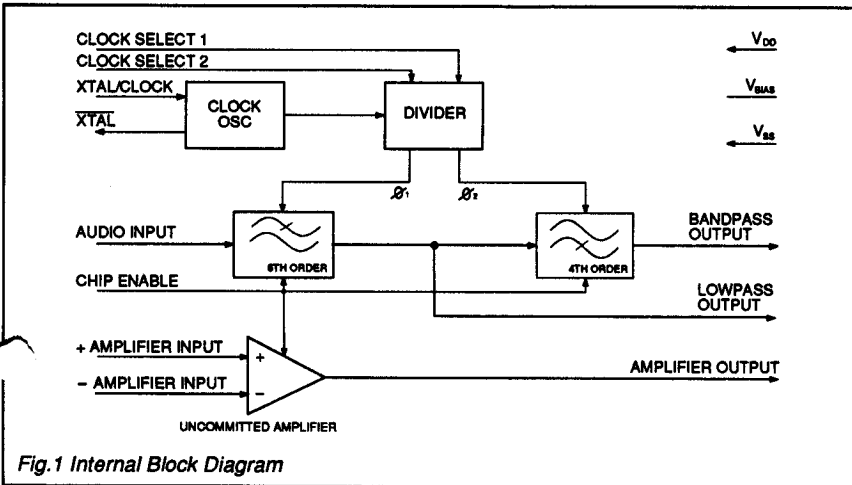 CLOCK SELECT 1
CLOCK SELECT 2
XTAL/CLOCK
XTAL
CLOCK
OSC
DIVIDER
V_DD
V_BIAS
V_SS
Ø₁
Ø₂
AUDIO INPUT
6TH ORDER
4TH ORDER
BANDPASS
OUTPUT
CHIP ENABLE
LOWPASS
OUTPUT
+ AMPLIFIER INPUT
+
− AMPLIFIER INPUT
−
AMPLIFIER OUTPUT
UNCOMMITTED AMPLIFIER
Fig.1 Internal Block Diagram